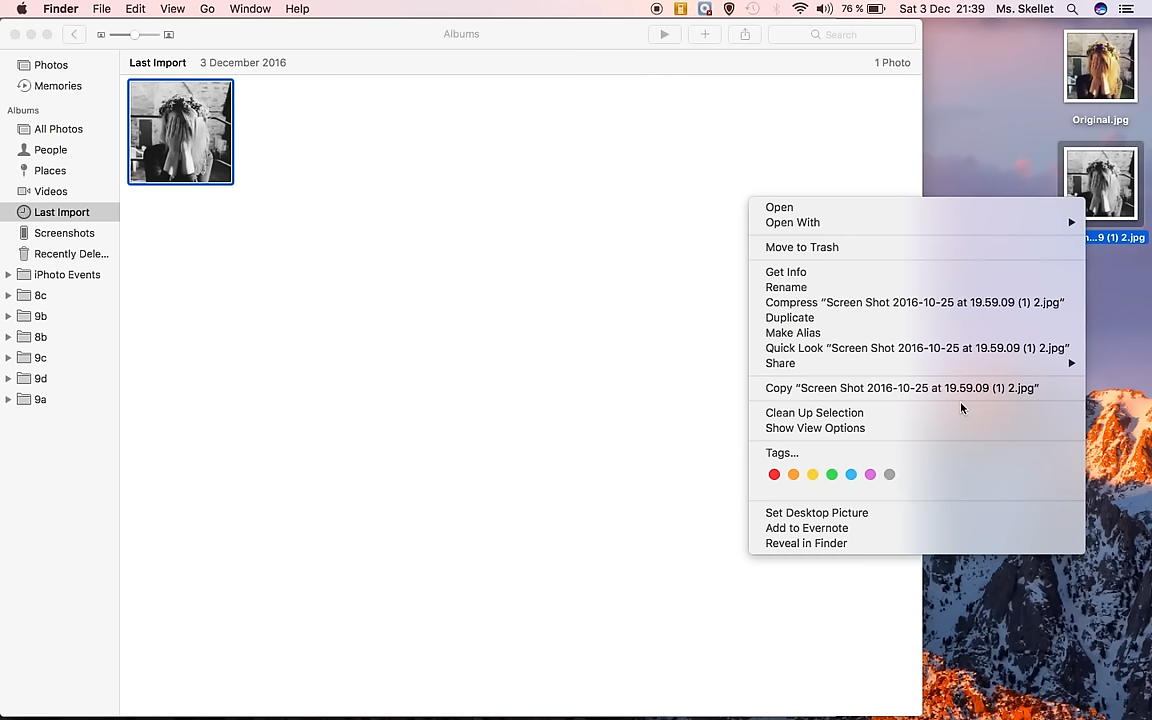 Finder File Edit View Go Window Help 76 % Sat 3 Dec 21:39 Ms. Skellet
Albums
Search
Photos
Memories
Albums
All Photos
People
Places
Videos
Last Import
Screenshots
Recently Dele...
iPhoto Events
8c
9b
8b
9c
9d
9a
Last Import 3 December 2016 1 Photo
Original.jpg
n...9 (1) 2.jpg
Open
Open With
Move to Trash
Get Info
Rename
Compress “Screen Shot 2016-10-25 at 19.59.09 (1) 2.jpg”
Duplicate
Make Alias
Quick Look “Screen Shot 2016-10-25 at 19.59.09 (1) 2.jpg”
Share
Copy “Screen Shot 2016-10-25 at 19.59.09 (1) 2.jpg”
Clean Up Selection
Show View Options
Tags...
Set Desktop Picture
Add to Evernote
Reveal in Finder